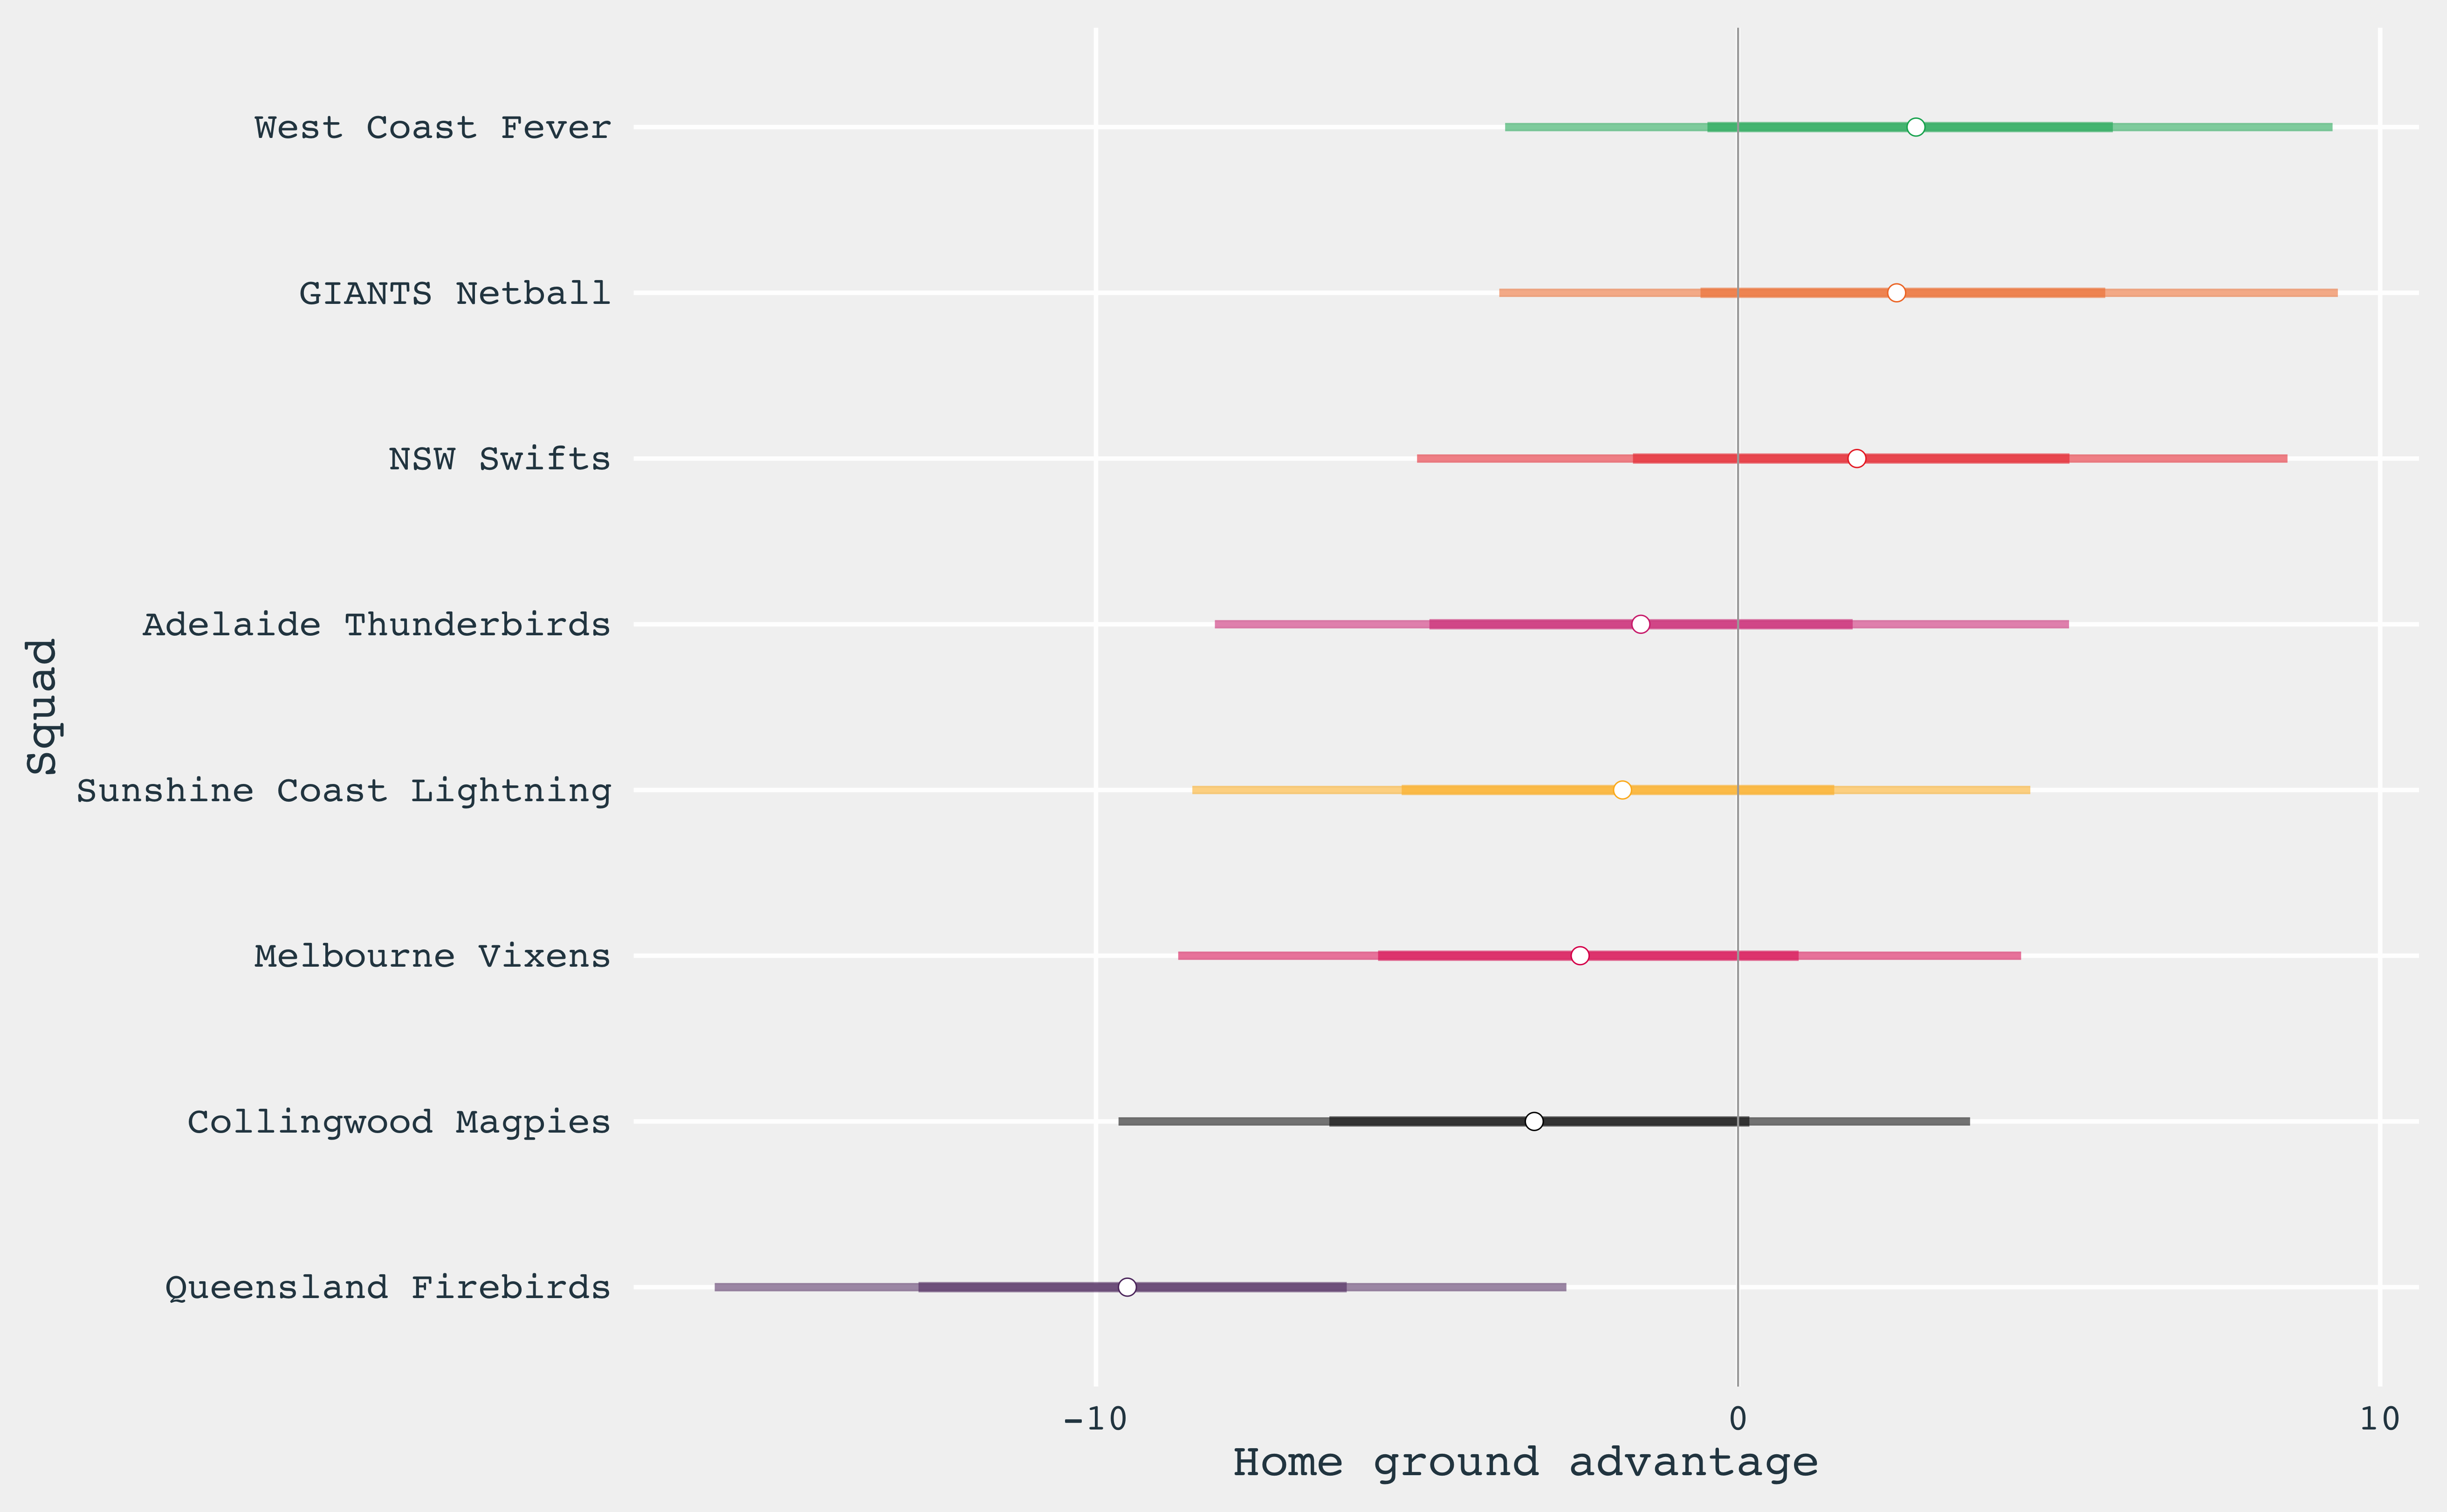 West Coast Fever
GIANTS Netball
NSW Swifts
Adelaide Thunderbirds
Sunshine Coast Lightning
Melbourne Vixens
Collingwood Magpies
Queensland Firebirds
Squad
-10 0 10
Home ground advantage